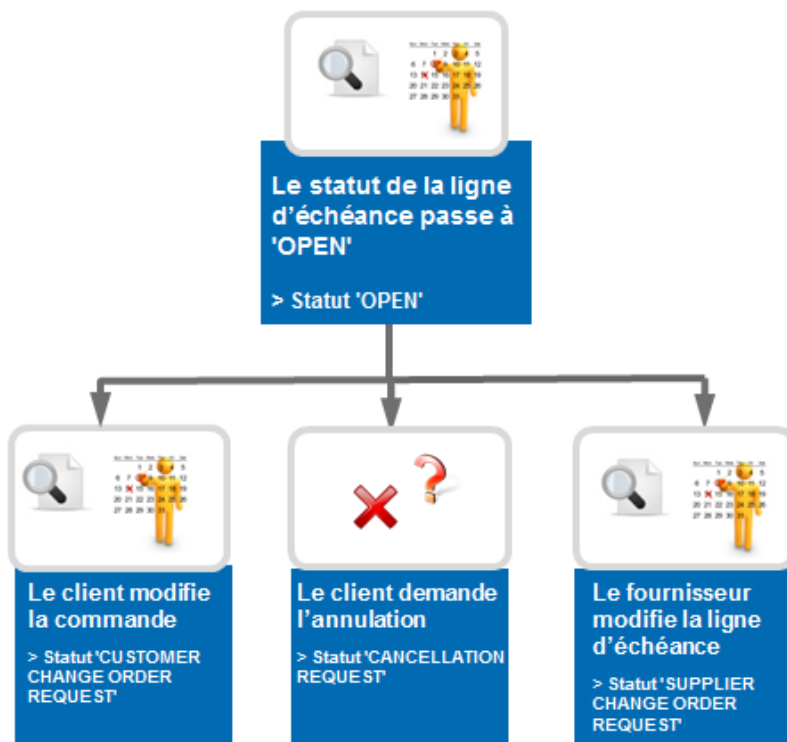 Le statut de la ligne
d'échéance passe à
'OPEN'
> Statut 'OPEN'
Le client modifie
la commande
> Statut 'CUSTOMER
CHANGE ORDER
REQUEST'
Le client demande
l'annulation
> Statut 'CANCELLATION
REQUEST'
Le fournisseur
modifie la ligne
d'échéance
> Statut 'SUPPLIER
CHANGE ORDER
REQUEST'